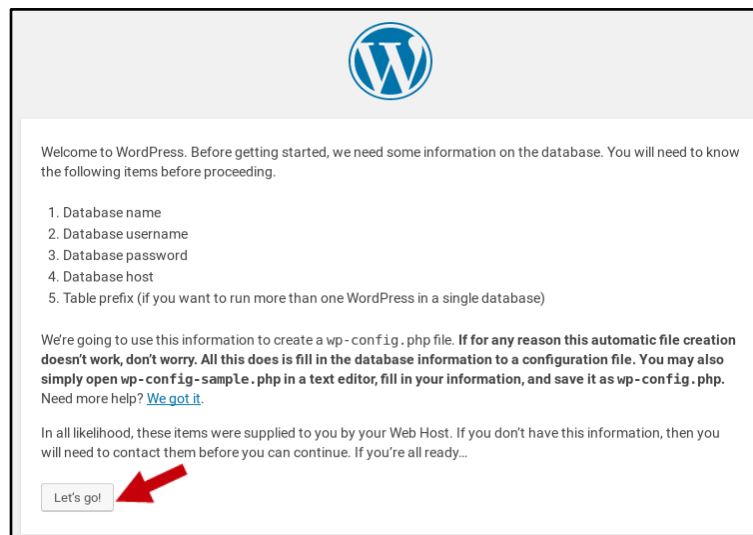 Welcome to WordPress. Before getting started, we need some information on the database. You will need to know
the following items before proceeding.
1. Database name
2. Database username
3. Database password
4. Database host
5. Table prefix (if you want to run more than one WordPress in a single database)
We’re going to use this information to create a wp-config.php file. If for any reason this automatic file creation
doesn’t work, don’t worry. All this does is fill in the database information to a configuration file. You may also
simply open wp-config-sample.php in a text editor, fill in your information, and save it as wp-config.php.
Need more help? We got it.
In all likelihood, these items were supplied to you by your Web Host. If you don’t have this information, then you
will need to contact them before you can continue. If you’re all ready…
Let’s go!